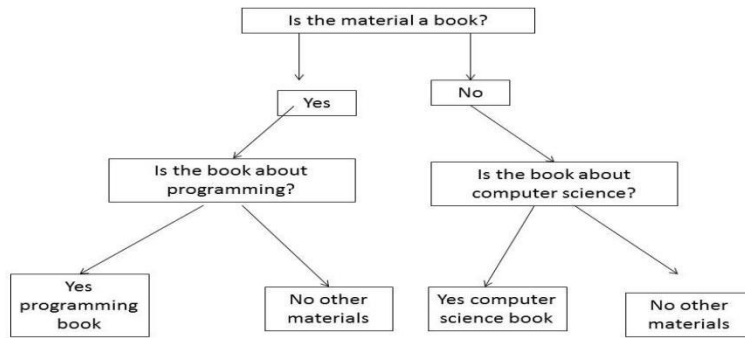 Is the material a book?
Yes
No
Is the book about
programming?
Is the book about
computer science?
Yes
programming
book
No other
materials
Yes computer
science book
No other
materials